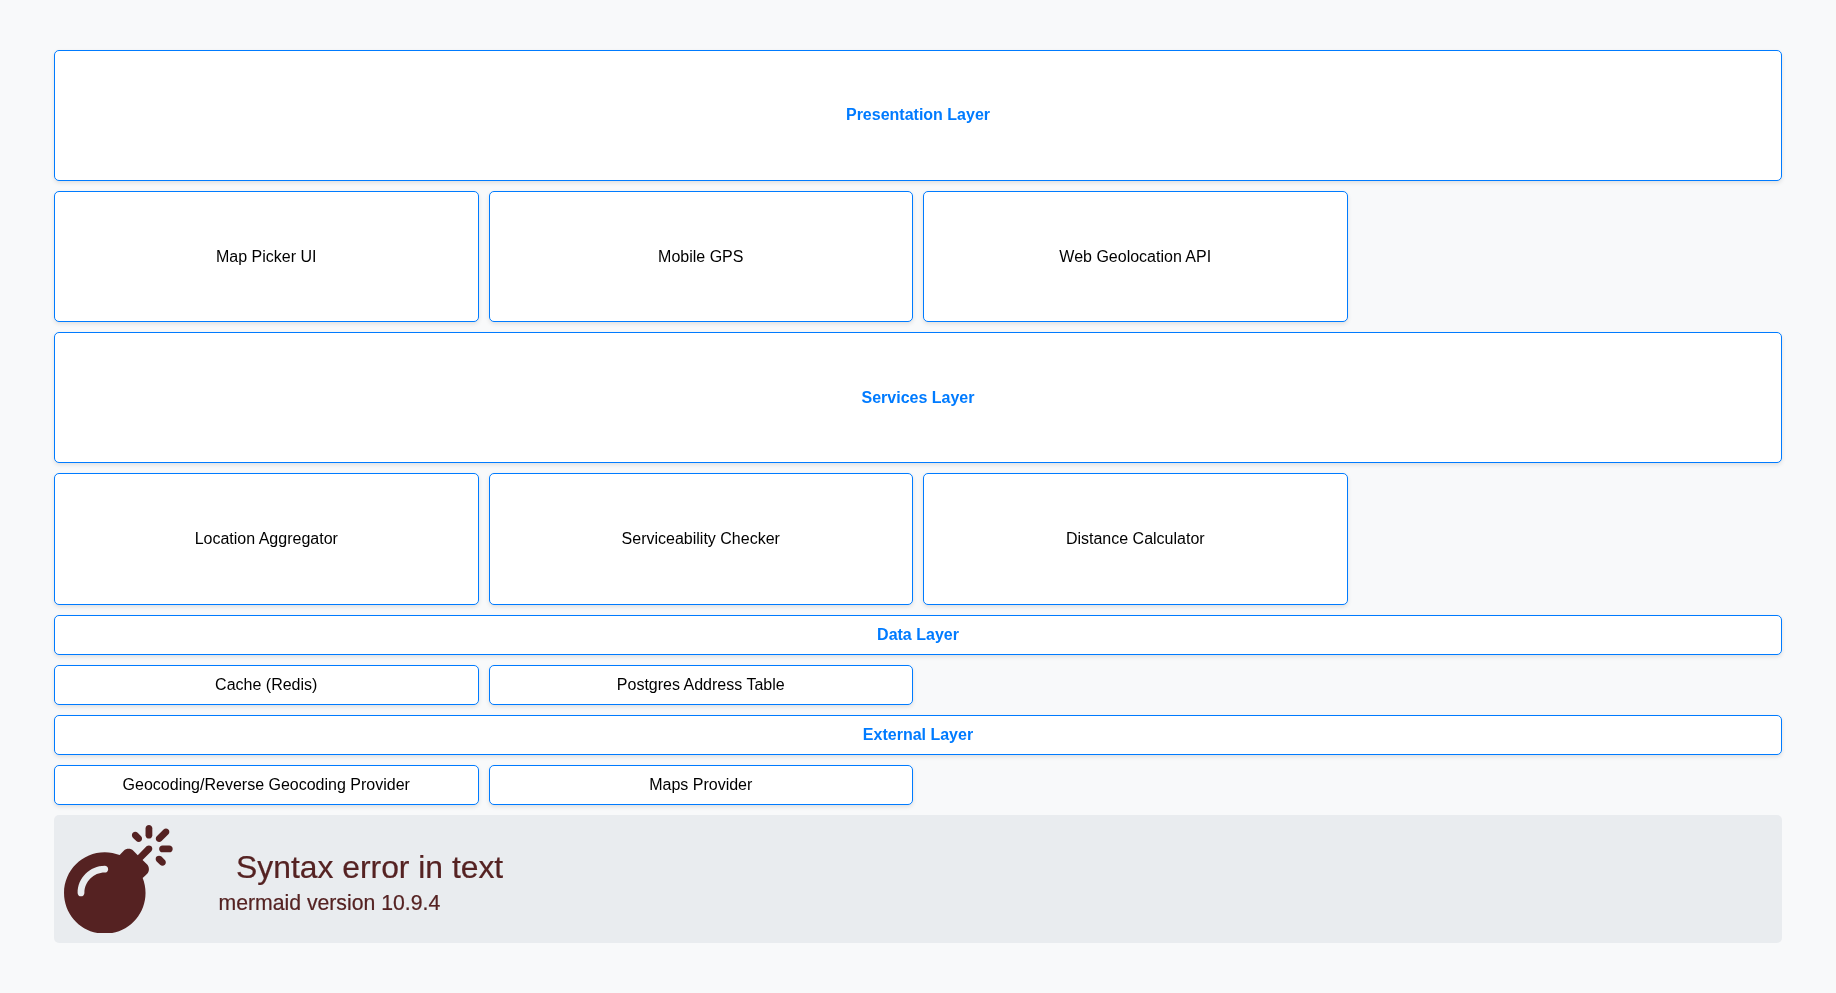 Presentation Layer
Map Picker UI
Mobile GPS
Web Geolocation API
Services Layer
Location Aggregator
Serviceability Checker
Distance Calculator
Data Layer
Cache (Redis)
Postgres Address Table
External Layer
Geocoding/Reverse Geocoding Provider
Maps Provider
Syntax error in text
mermaid version 10.9.4